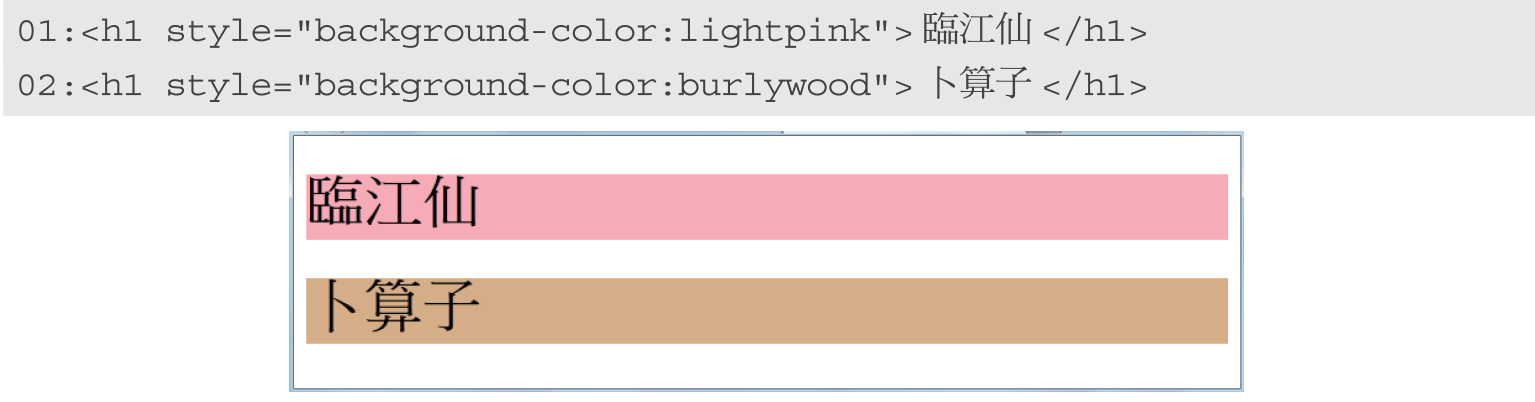 01:<h1 style="background-color:lightpink">臨江仙</h1>
02:<h1 style="background-color:burlywood">卜算子</h1>
臨江仙
卜算子